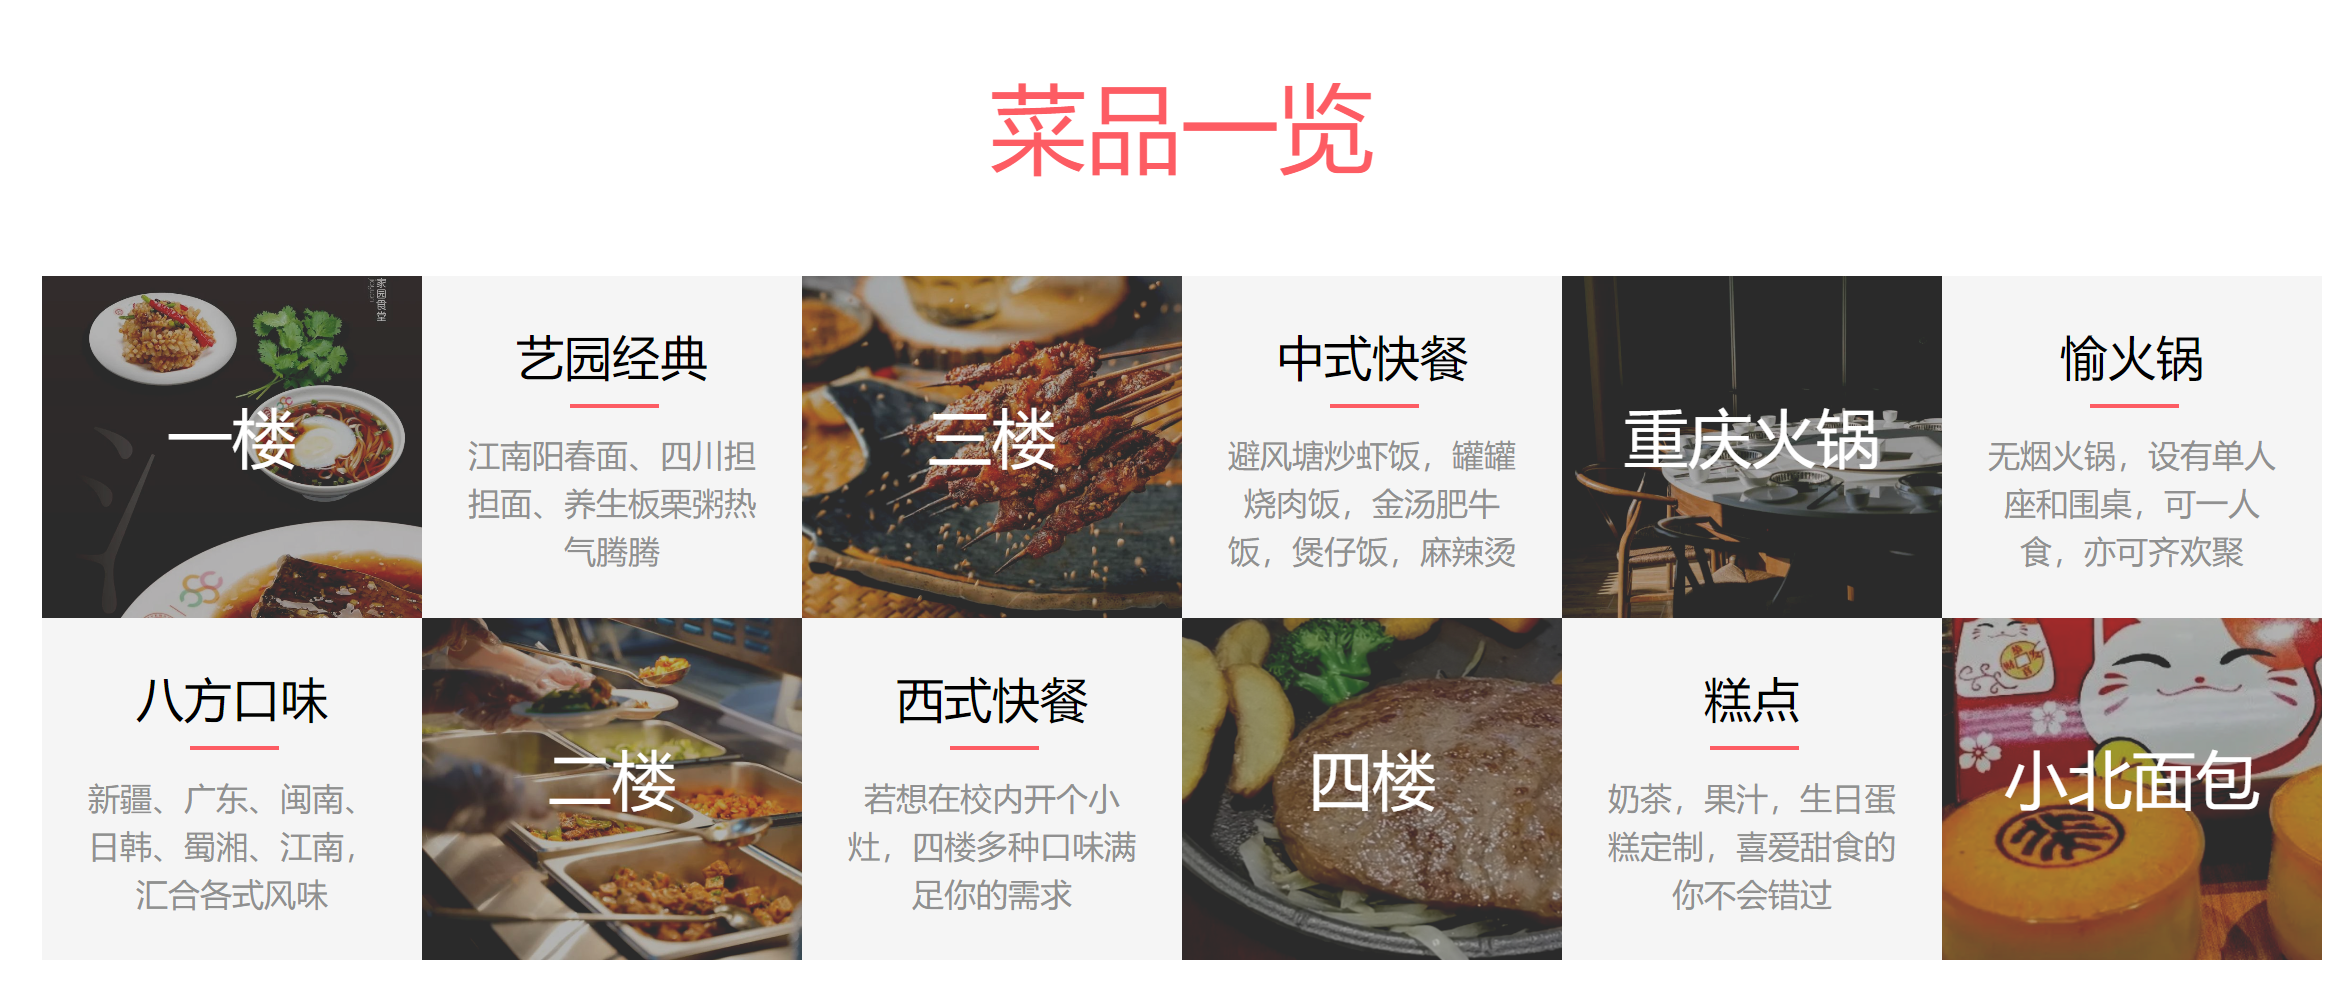 菜品一览
家园食堂
一楼
艺园经典
江南阳春面、四川担
担面、养生板栗粥热
气腾腾
三楼
中式快餐
避风塘炒虾饭，罐罐
烧肉饭，金汤肥牛
饭，煲仔饭，麻辣烫
重庆火锅
愉火锅
无烟火锅，设有单人
座和围桌，可一人
食，亦可齐欢聚
八方口味
新疆、广东、闽南、
日韩、蜀湘、江南，
汇合各式风味
二楼
西式快餐
若想在校内开个小
灶，四楼多种口味满
足你的需求
四楼
糕点
奶茶，果汁，生日蛋
糕定制，喜爱甜食的
你不会错过
小北面包